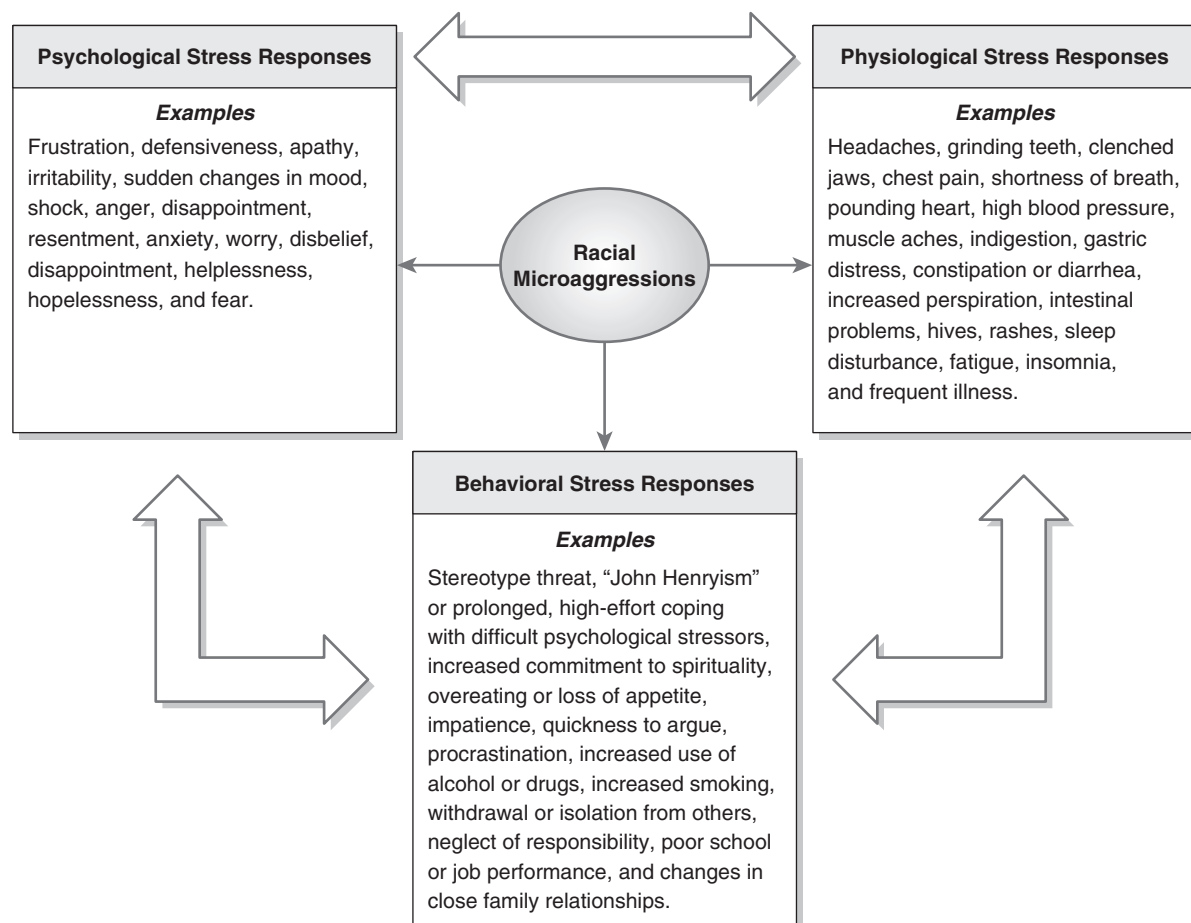 Psychological Stress Responses
Examples
Frustration, defensiveness, apathy,
irritability, sudden changes in mood,
shock, anger, disappointment,
resentment, anxiety, worry, disbelief,
disappointment, helplessness,
hopelessness, and fear.
Physiological Stress Responses
Examples
Headaches, grinding teeth, clenched
jaws, chest pain, shortness of breath,
pounding heart, high blood pressure,
muscle aches, indigestion, gastric
distress, constipation or diarrhea,
increased perspiration, intestinal
problems, hives, rashes, sleep
disturbance, fatigue, insomnia,
and frequent illness.
Racial
Microaggressions
Behavioral Stress Responses
Examples
Stereotype threat, “John Henryism”
or prolonged, high-effort coping
with difficult psychological stressors,
increased commitment to spirituality,
overeating or loss of appetite,
impatience, quickness to argue,
procrastination, increased use of
alcohol or drugs, increased smoking,
withdrawal or isolation from others,
neglect of responsibility, poor school
or job performance, and changes in
close family relationships.